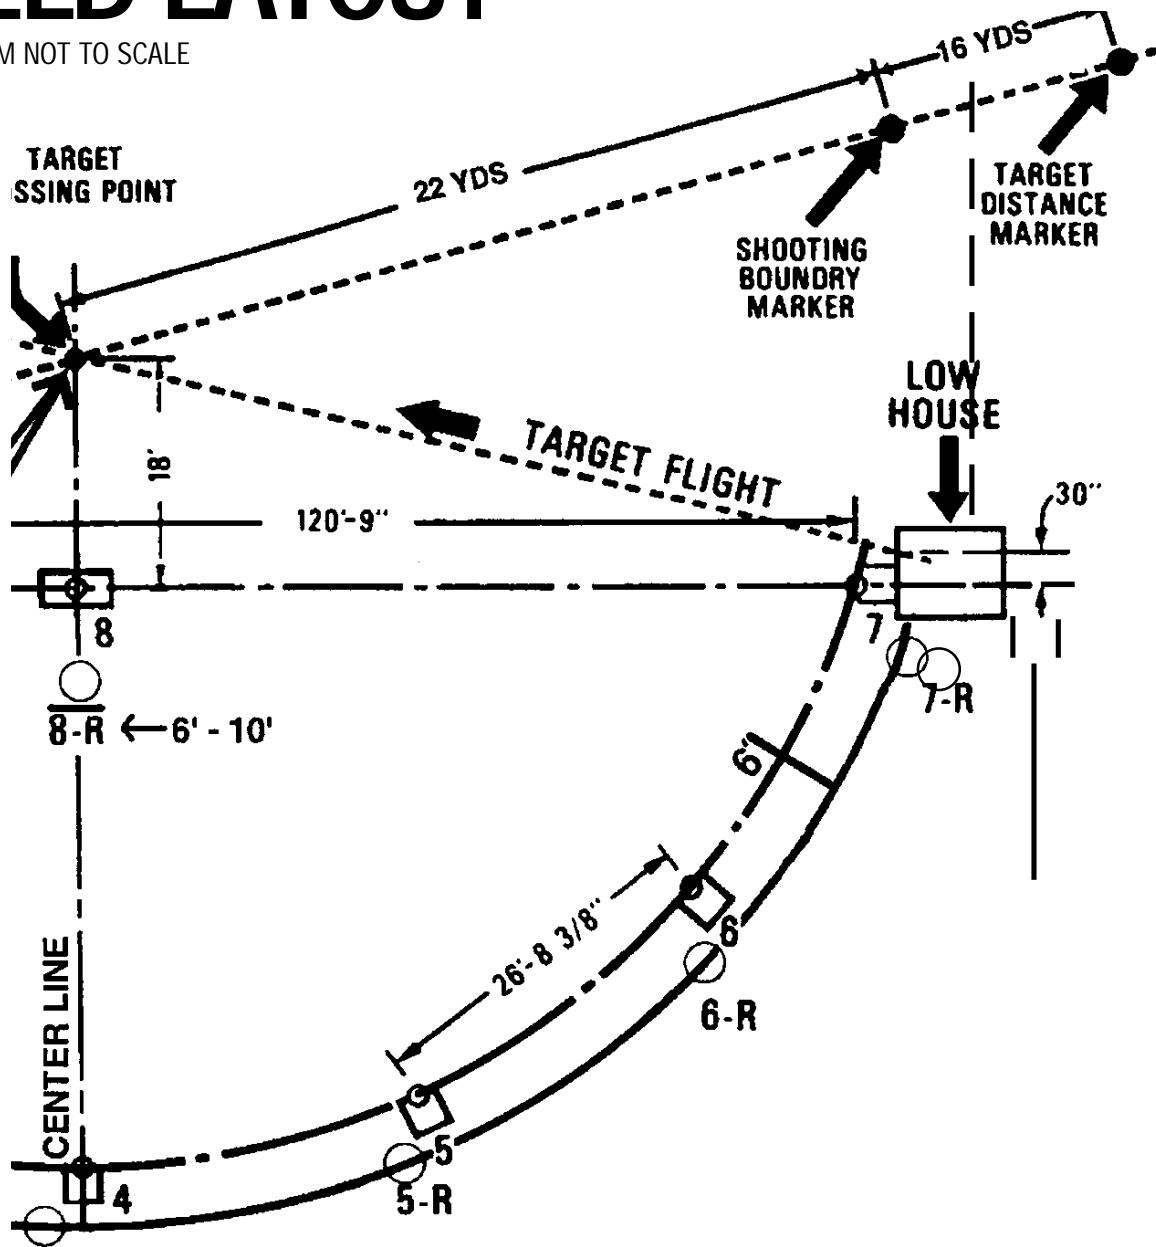 ELD LAYOUT
M NOT TO SCALE
16 YDS
TARGET
SSING POINT
22 YDS
TARGET
DISTANCE
MARKER
SHOOTING
BOUNDRY
MARKER
LOW
HOUSE
TARGET FLIGHT
18'
30"
120'-9"
8
7
7-R
8-R ← 6' - 10'
6'
26'-8 3/8"
6
6-R
CENTER LINE
5
5-R
4